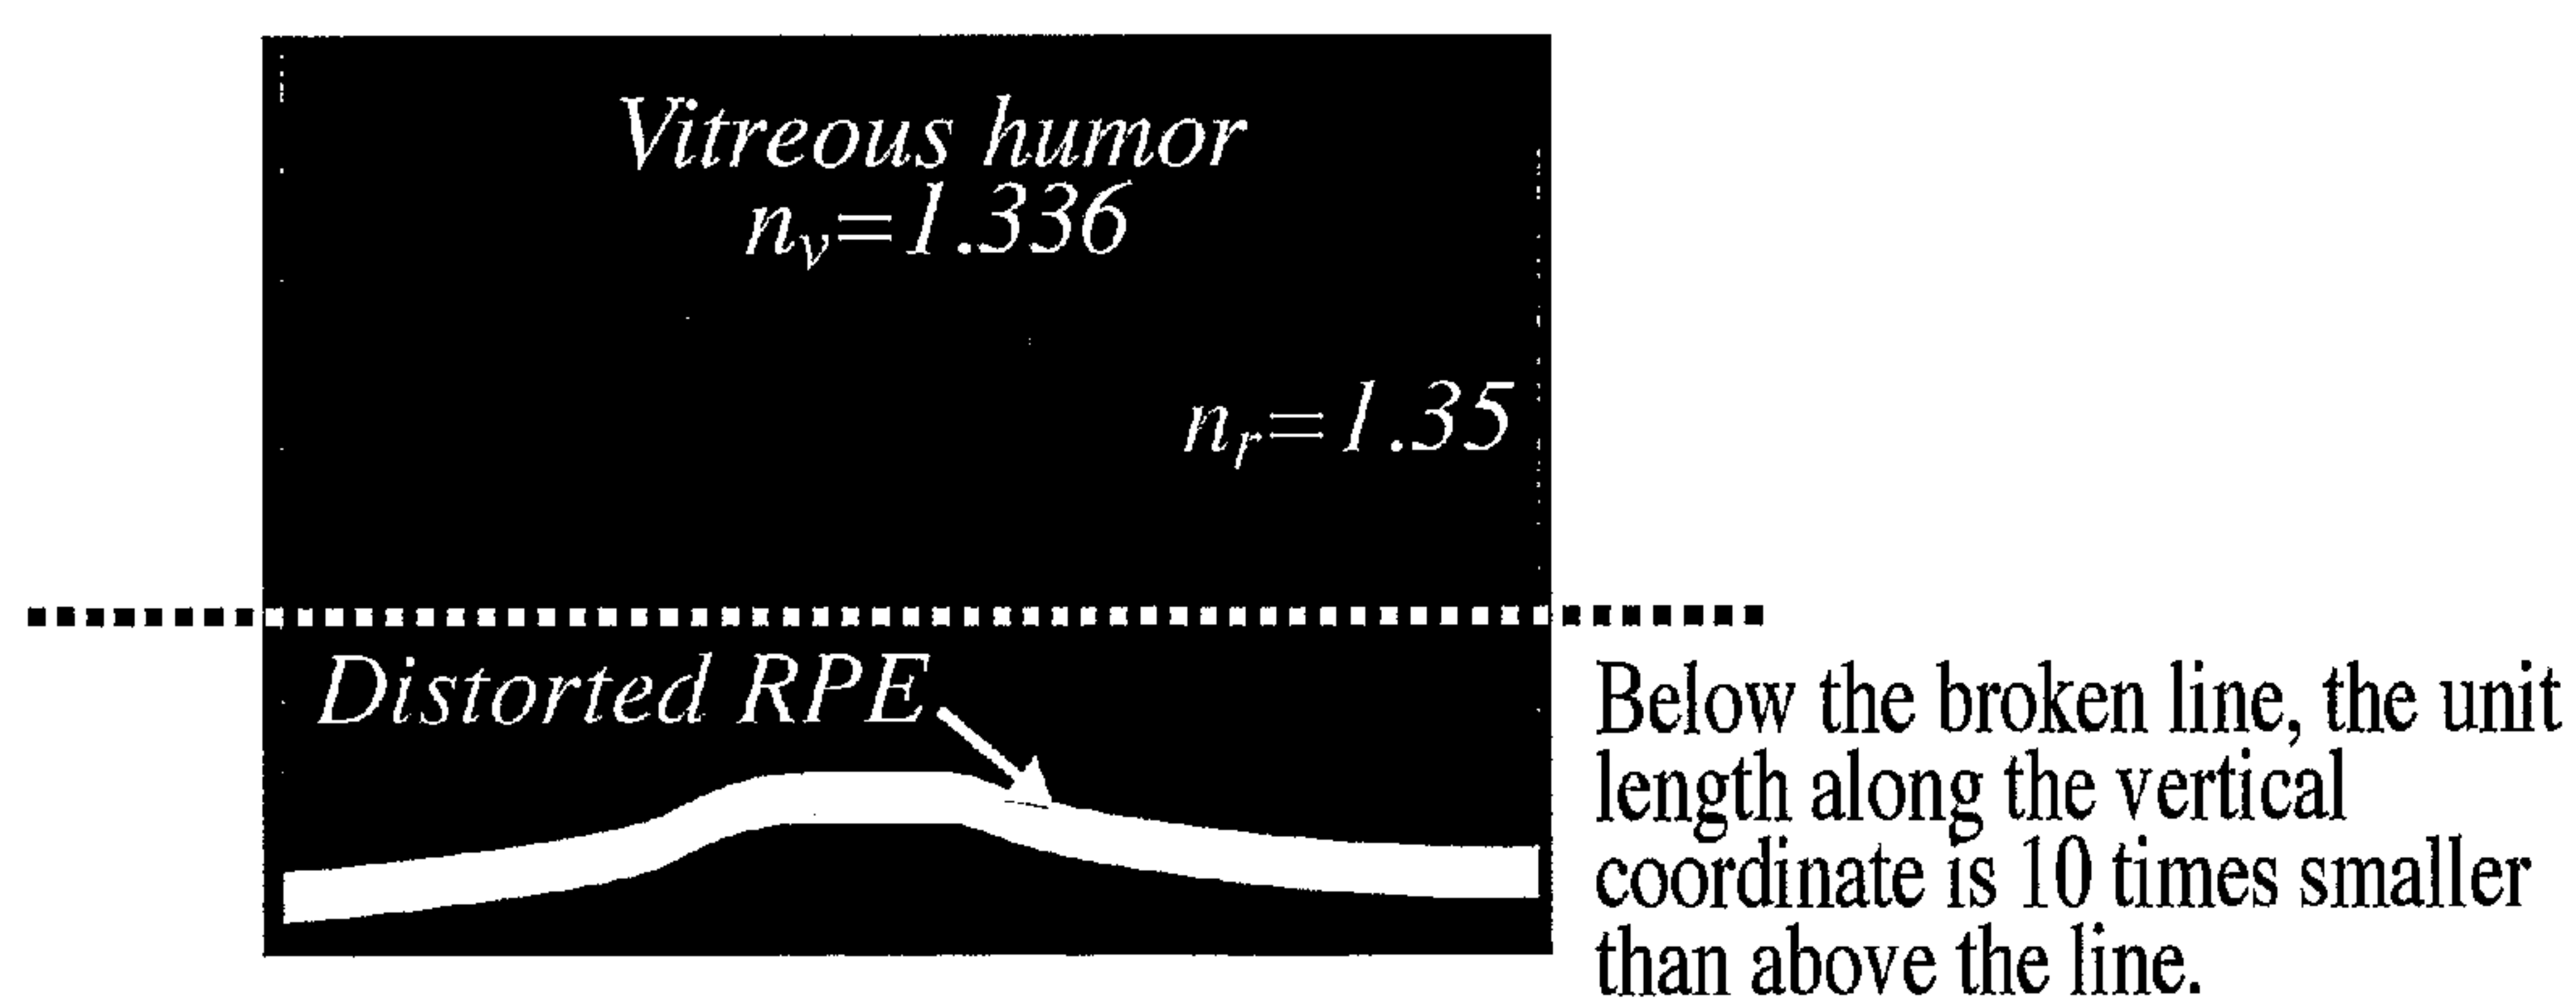 Vitreous humor
nᵥ=1.336
nᵣ=1.35
Distorted RPE
Below the broken line, the unit
length along the vertical
coordinate is 10 times smaller
than above the line.